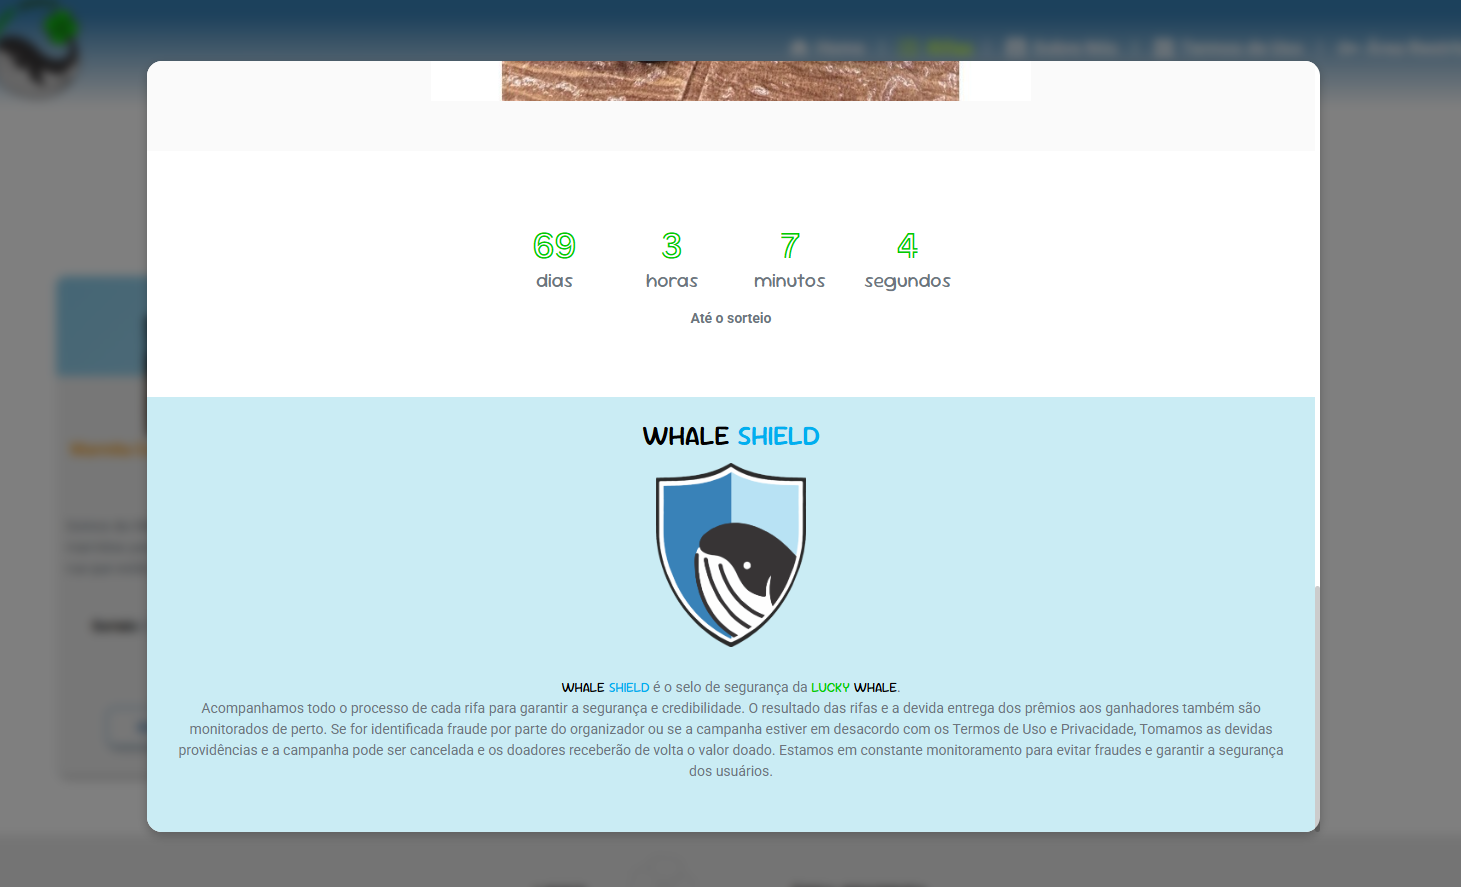 69 3 7 4
dias horas minutos segundos
Até o sorteio
WHALE SHIELD
WHALE SHIELD é o selo de segurança da LUCKY WHALE.
Acompanhamos todo o processo de cada rifa para garantir a segurança e credibilidade. O resultado das rifas e a devida entrega dos prêmios aos ganhadores também são
monitorados de perto. Se for identificada fraude por parte do organizador ou se a campanha estiver em desacordo com os Termos de Uso e Privacidade, Tomamos as devidas
providências e a campanha pode ser cancelada e os doadores receberão de volta o valor doado. Estamos em constante monitoramento para evitar fraudes e garantir a segurança
dos usuários.